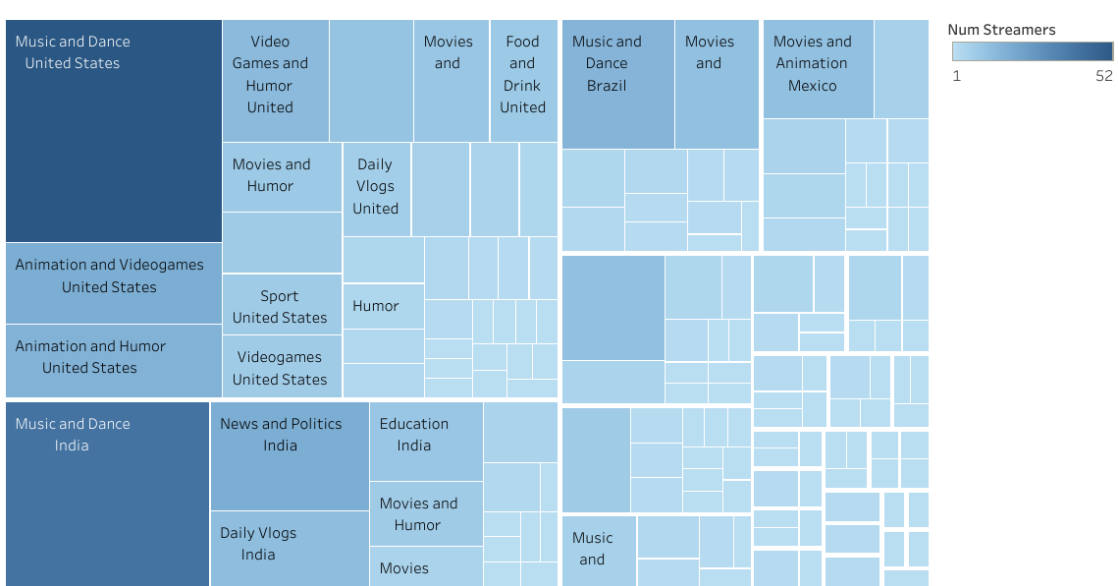 Music and Dance
United States
Video
Games and
Humor
United
Movies
and
Food
and
Drink
United
Movies and
Humor
Daily
Vlogs
United
Animation and Videogames
United States
Sport
United States
Humor
Animation and Humor
United States
Videogames
United States
Music and Dance
India
News and Politics
India
Education
India
Movies and
Humor
Daily Vlogs
India
Movies
Music and
Dance
Brazil
Movies
and
Movies and
Animation
Mexico
Music
and
Num Streamers
1
52